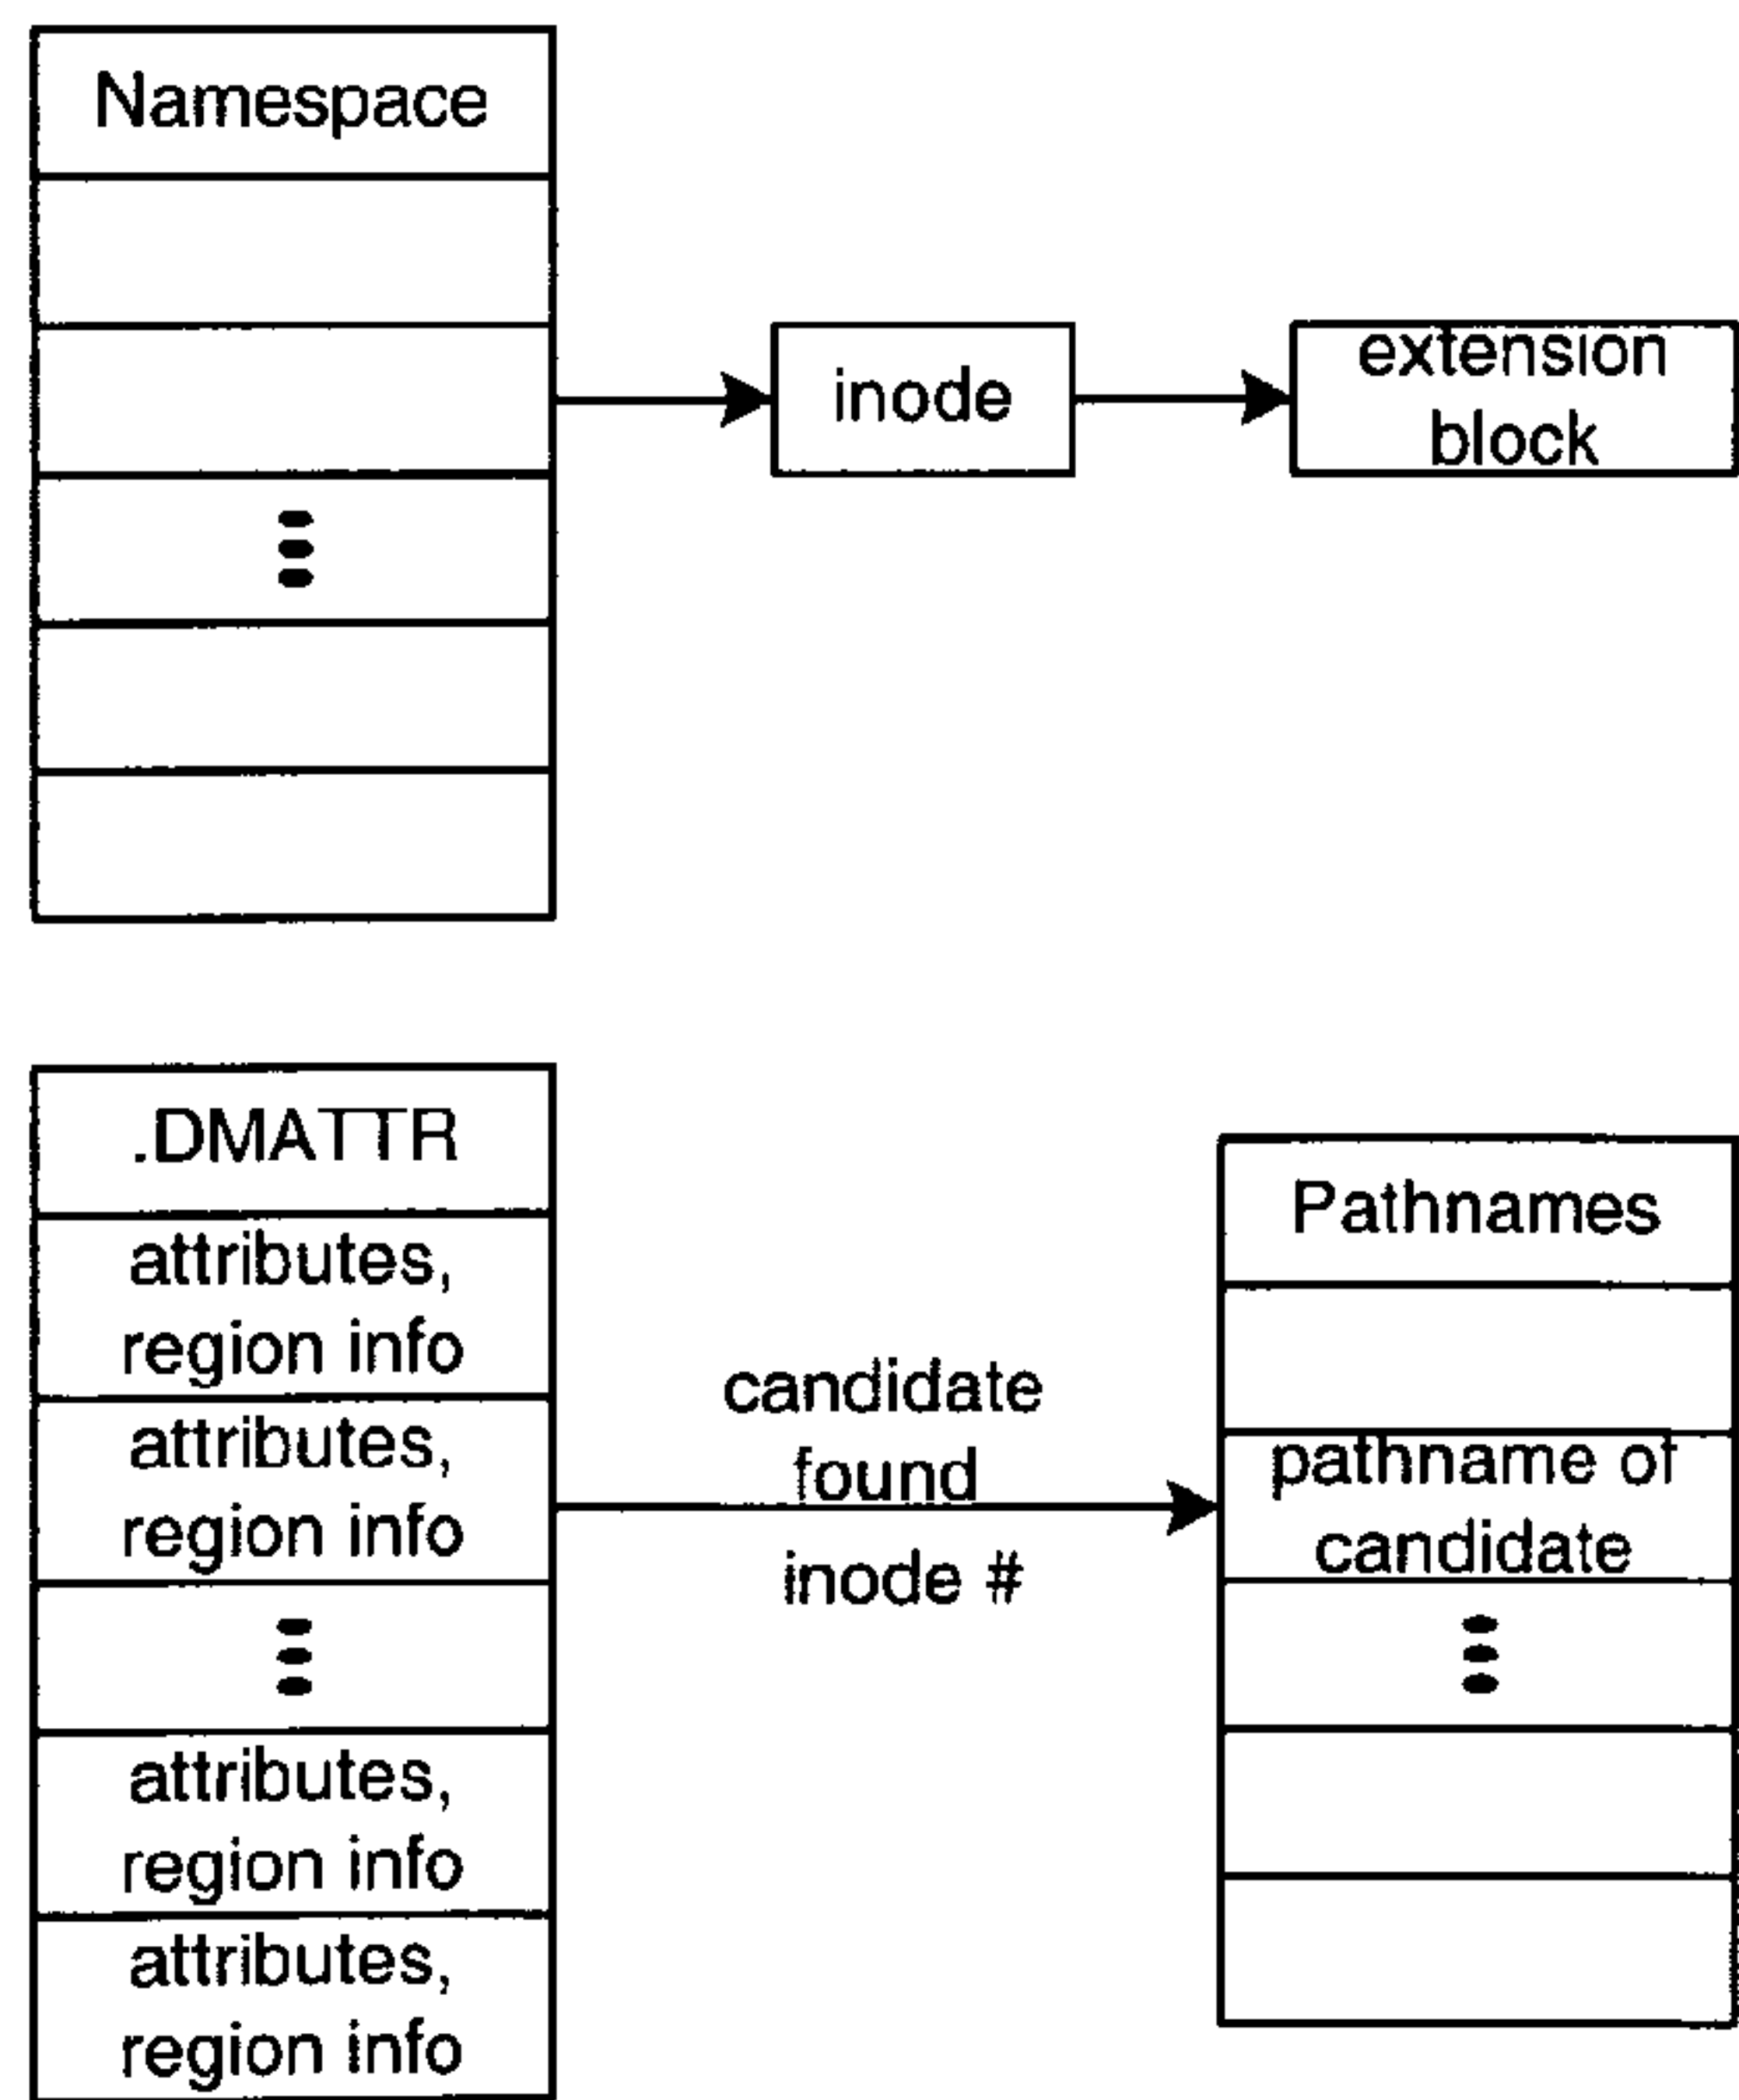 Namespace
inode
extension
block
.DMATTR
attributes,
region info
attributes,
region info
attributes,
region info
attributes,
region info
candidate
found
inode #
Pathnames
pathname of
candidate